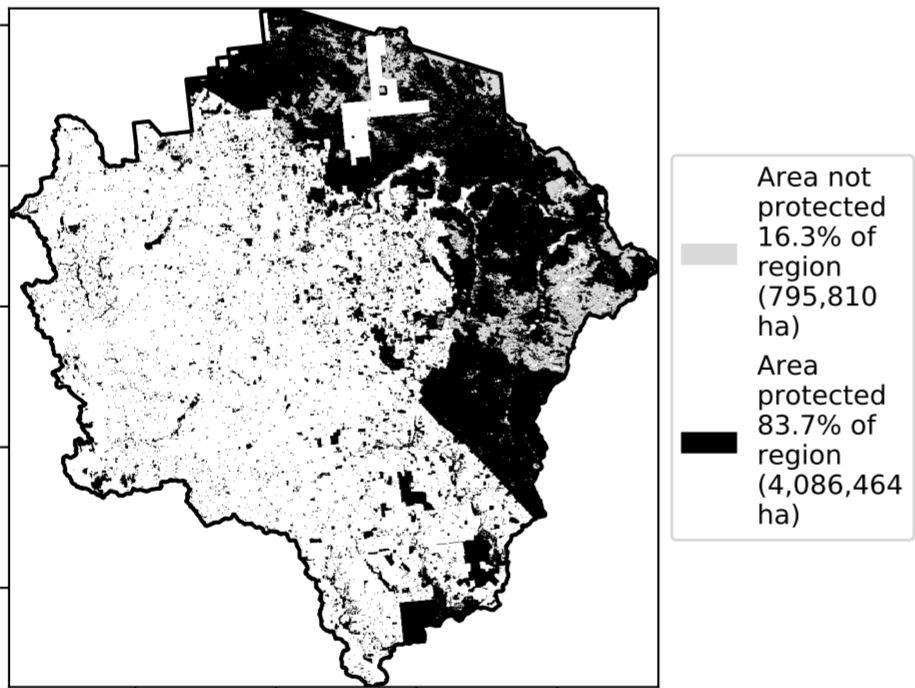 Area not
protected
16.3% of
region
(795,810
ha)
Area
protected
83.7% of
region
(4,086,464
ha)